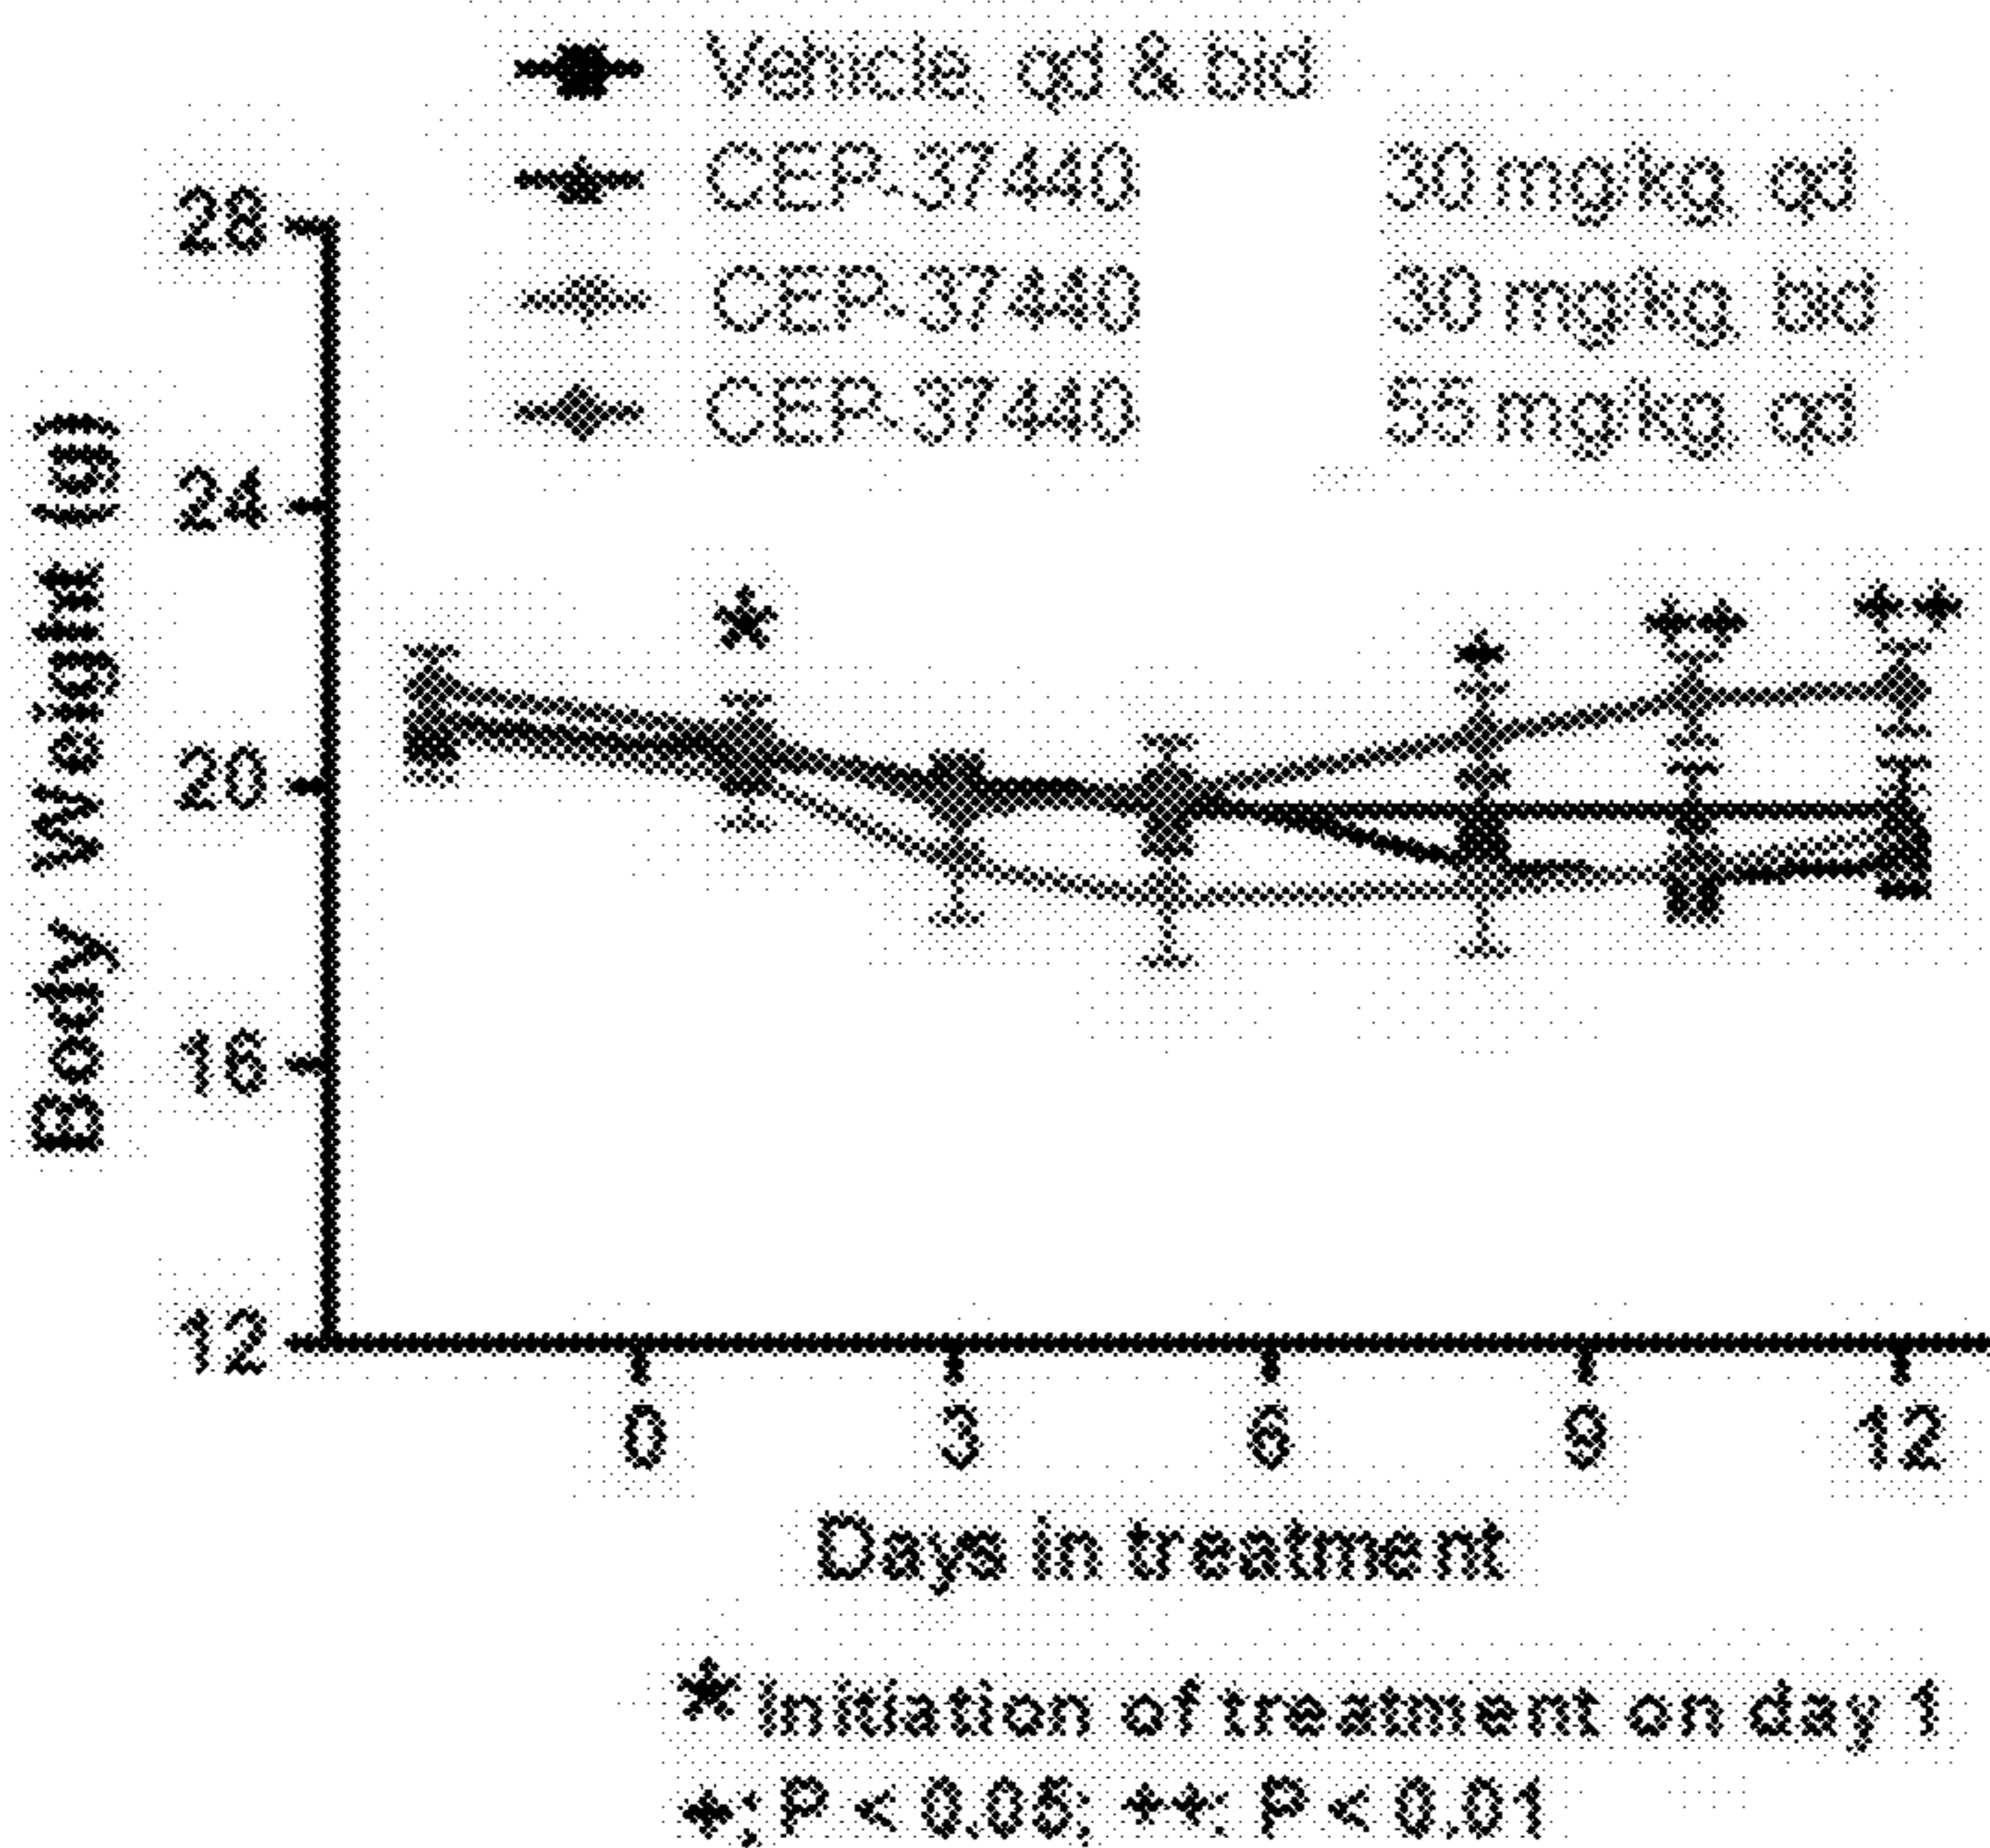 Vehicle, qd & bid
CEP-37440 30 mg/kg, qd
CEP-37440 30 mg/kg, bid
CEP-37440 55 mg/kg, qd
Body Weight (g)
28
24
20
16
12
*
*
**
**
0 3 6 9 12
Days in treatment
* Initiation of treatment on day 1
*: P < 0.05; **: P < 0.01